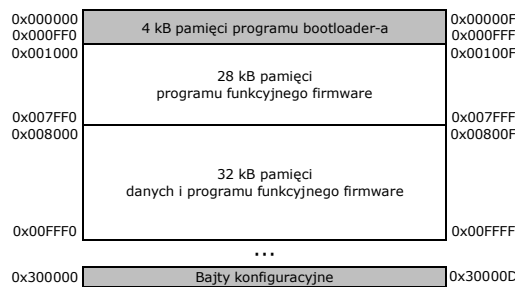 0x000000 4 kB pamięci programu bootloader-a 0x00000F
0x000FF0 0x000FFF
0x001000 0x00100F
28 kB pamięci
programu funkcyjnego firmware
0x007FF0 0x007FFF
0x008000 0x00800F
32 kB pamięci
danych i programu funkcyjnego firmware
0x00FFF0 0x00FFFF
...
0x300000 Bajty konfiguracyjne 0x30000D